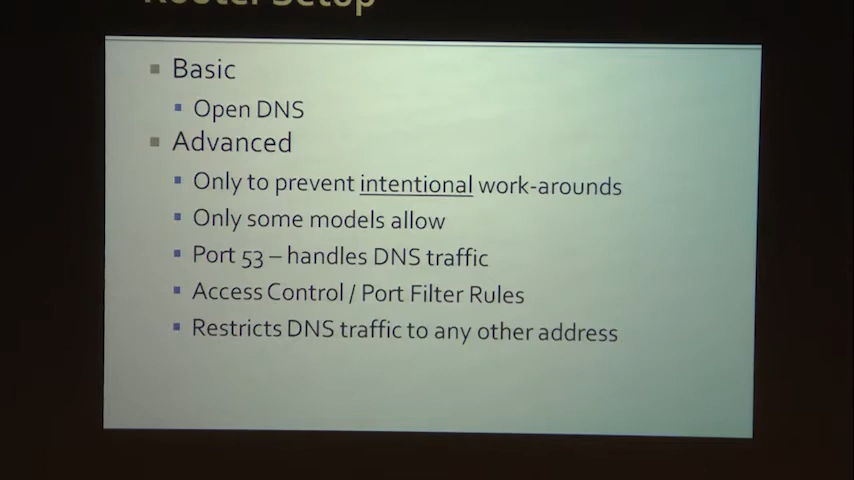 Router Setup
Basic
Open DNS
Advanced
Only to prevent intentional work-arounds
Only some models allow
Port 53 – handles DNS traffic
Access Control / Port Filter Rules
Restricts DNS traffic to any other address